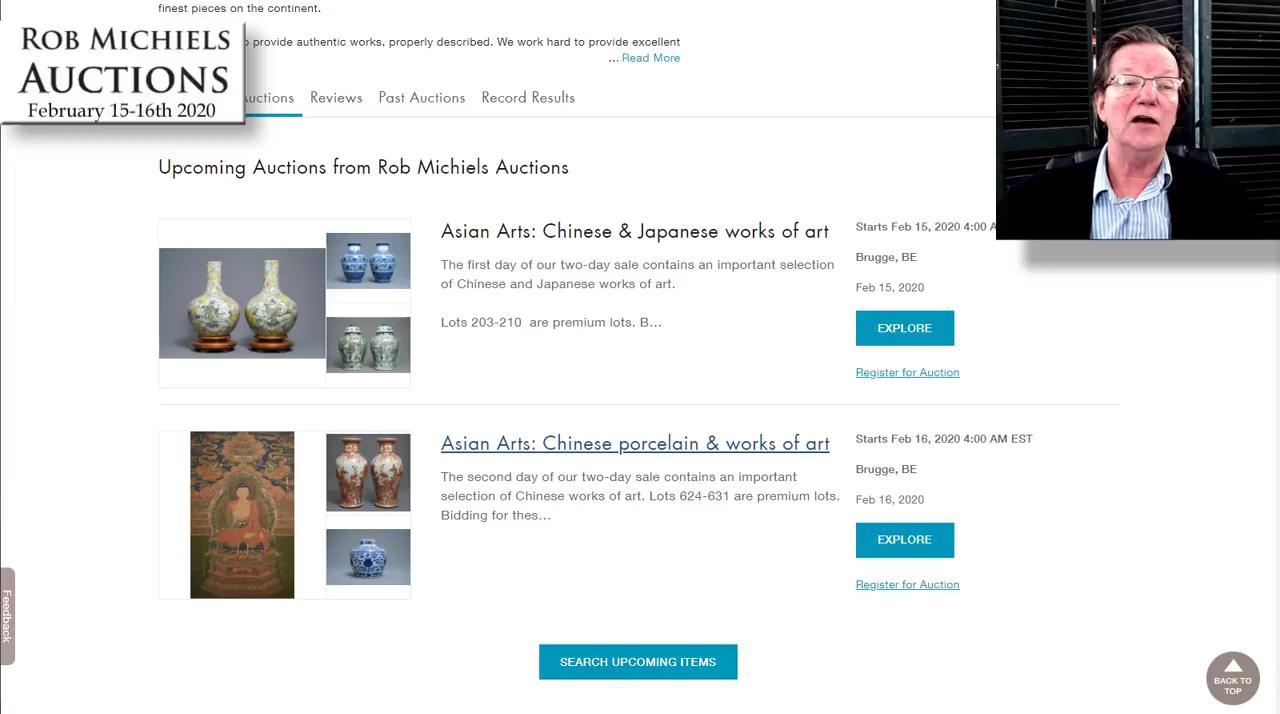 finest pieces on the continent.
ROB MICHIELS
AUCTIONS
February 15-16th 2020
to provide authentic works, properly described. We work hard to provide excellent
... Read More
Auctions
Reviews
Past Auctions
Record Results
Upcoming Auctions from Rob Michiels Auctions
Asian Arts: Chinese & Japanese works of art
The first day of our two-day sale contains an important selection
of Chinese and Japanese works of art.
Lots 203-210 are premium lots. B...
Starts Feb 15, 2020 4:00 A
Brugge, BE
Feb 15, 2020
EXPLORE
Register for Auction
Asian Arts: Chinese porcelain & works of art
The second day of our two-day sale contains an important
selection of Chinese works of art. Lots 624-631 are premium lots.
Bidding for thes...
Starts Feb 16, 2020 4:00 AM EST
Brugge, BE
Feb 16, 2020
EXPLORE
Register for Auction
SEARCH UPCOMING ITEMS
Feedback
BACK TO
TOP